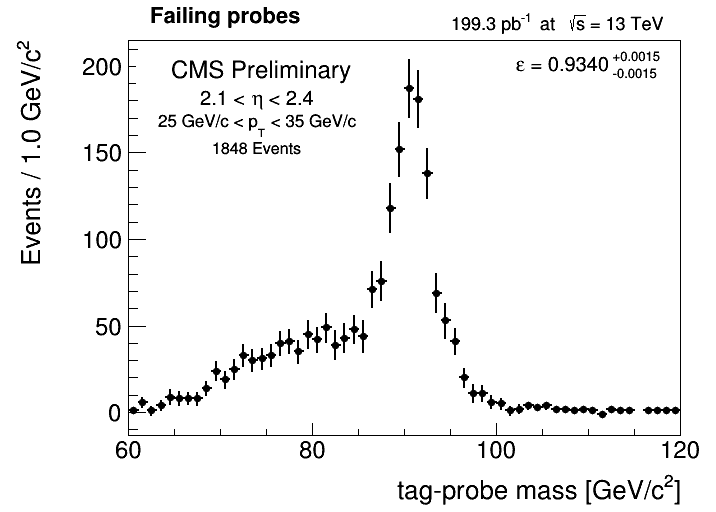 Failing probes
199.3 pb⁻¹ at √s = 13 TeV
CMS Preliminary
2.1 < η < 2.4
25 GeV/c < p_T < 35 GeV/c
1848 Events
ε = 0.9340 +0.0015 -0.0015
Events / 1.0 GeV/c²
200
150
100
50
0
60 80 100 120
tag-probe mass [GeV/c²]